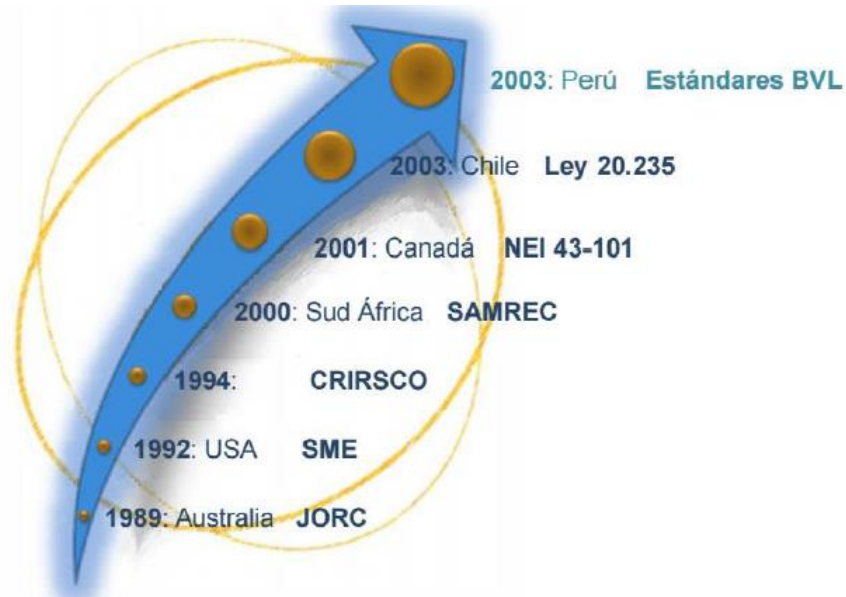 2003: Perú Estándares BVL
2003: Chile Ley 20.235
2001: Canadá NEI 43-101
2000: Sud África SAMREC
1994: CRIRSCO
1992: USA SME
1989: Australia JORC